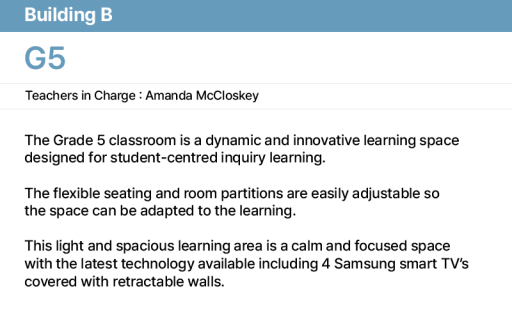 Building B
G5
Teachers in Charge : Amanda McCloskey
The Grade 5 classroom is a dynamic and innovative learning space
designed for student-centred inquiry learning.
The flexible seating and room partitions are easily adjustable so
the space can be adapted to the learning.
This light and spacious learning area is a calm and focused space
with the latest technology available including 4 Samsung smart TV’s
covered with retractable walls.